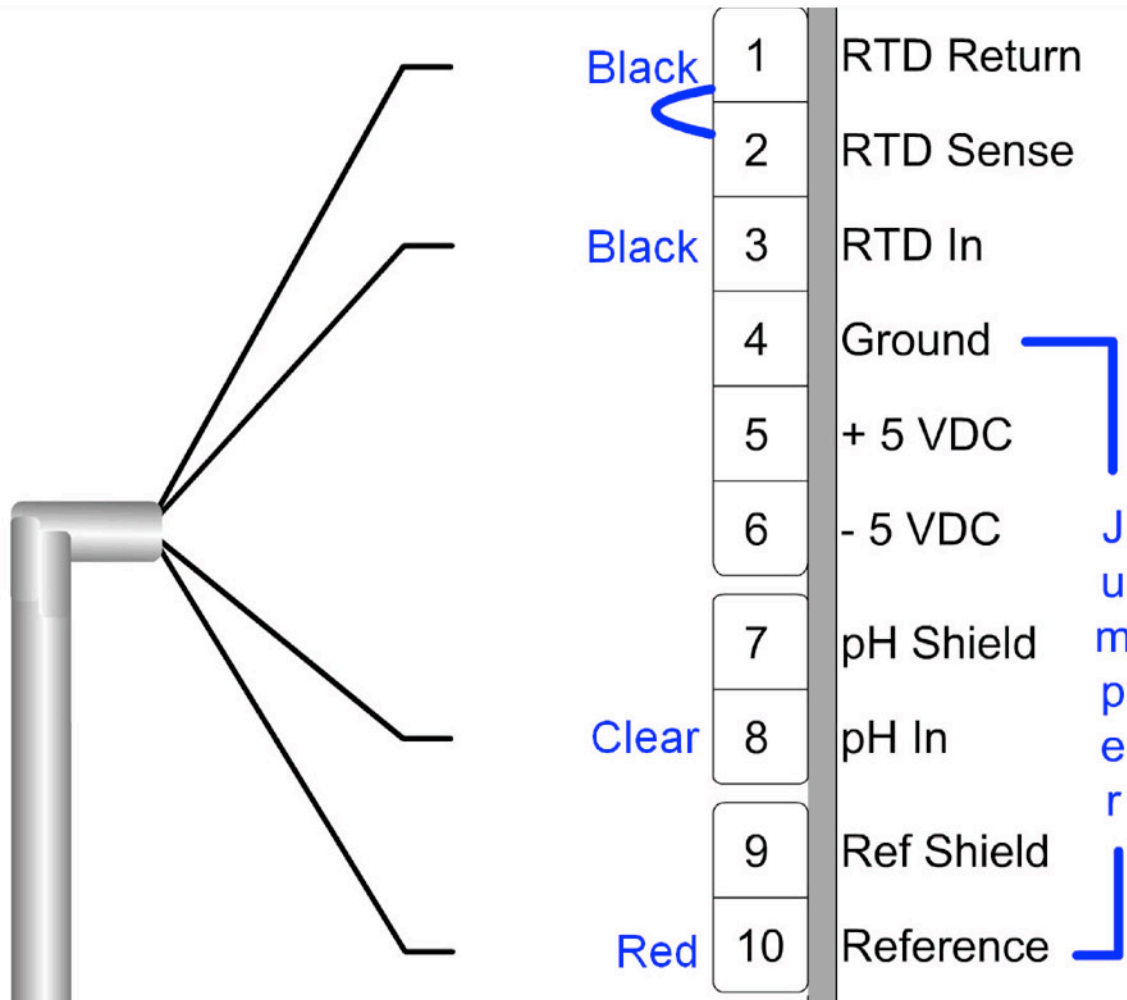 Black 1 RTD Return
2 RTD Sense
Black 3 RTD In
4 Ground
5 + 5 VDC
6 - 5 VDC
7 pH Shield
Clear 8 pH In
9 Ref Shield
Red 10 Reference
Jumper